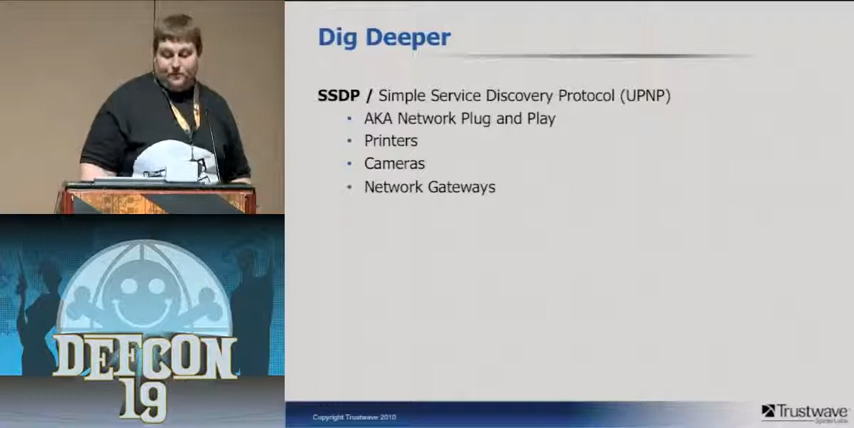 Dig Deeper
SSDP / Simple Service Discovery Protocol (UPNP)
• AKA Network Plug and Play
• Printers
• Cameras
• Network Gateways
DEFCON
19
Copyright Trustwave 2010
Trustwave®
SpiderLabs